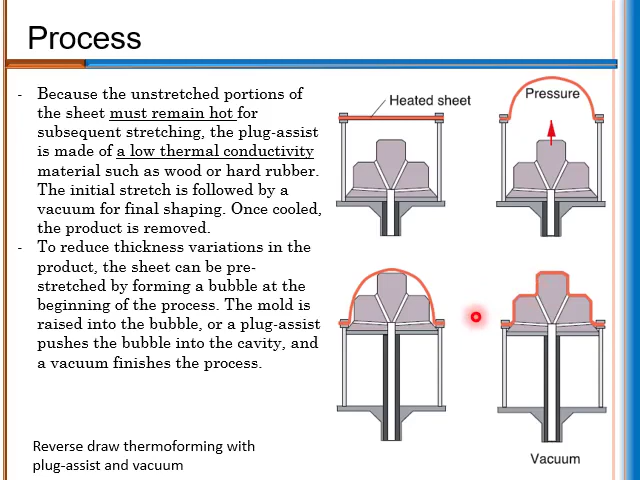 Process
- Because the unstretched portions of
the sheet must remain hot for
subsequent stretching, the plug-assist
is made of a low thermal conductivity
material such as wood or hard rubber.
The initial stretch is followed by a
vacuum for final shaping. Once cooled,
the product is removed.
- To reduce thickness variations in the
product, the sheet can be pre-
stretched by forming a bubble at the
beginning of the process. The mold is
raised into the bubble, or a plug-assist
pushes the bubble into the cavity, and
a vacuum finishes the process.
Reverse draw thermoforming with
plug-assist and vacuum
Heated sheet
Pressure
Vacuum